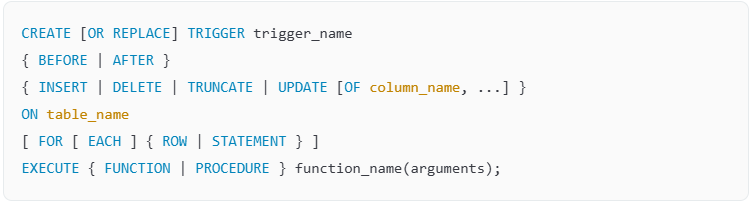 CREATE [OR REPLACE] TRIGGER trigger_name
{ BEFORE | AFTER }
{ INSERT | DELETE | TRUNCATE | UPDATE [OF column_name, ...] }
ON table_name
[ FOR [ EACH ] { ROW | STATEMENT } ]
EXECUTE { FUNCTION | PROCEDURE } function_name(arguments);